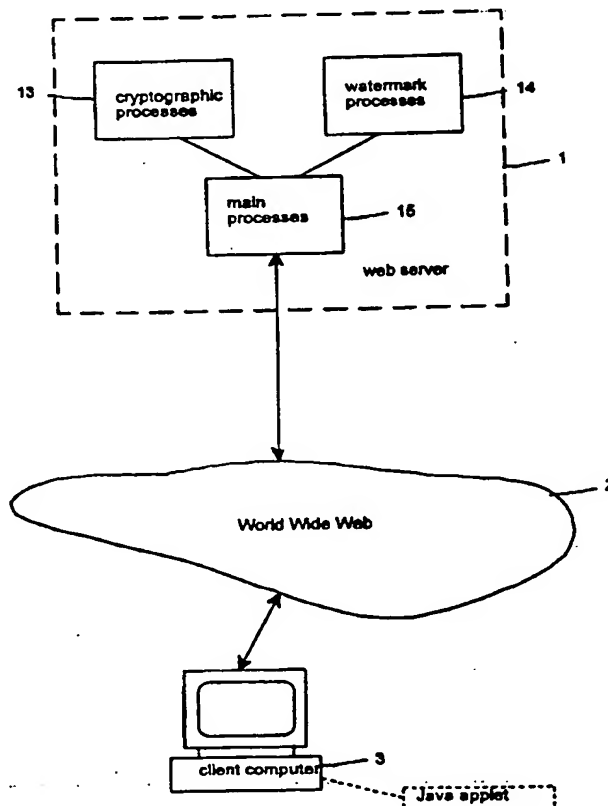 13
cryptographic
processes
watermark
processes
14
1
main
processes
15
web server
2
World Wide Web
client computer
3
Java applet